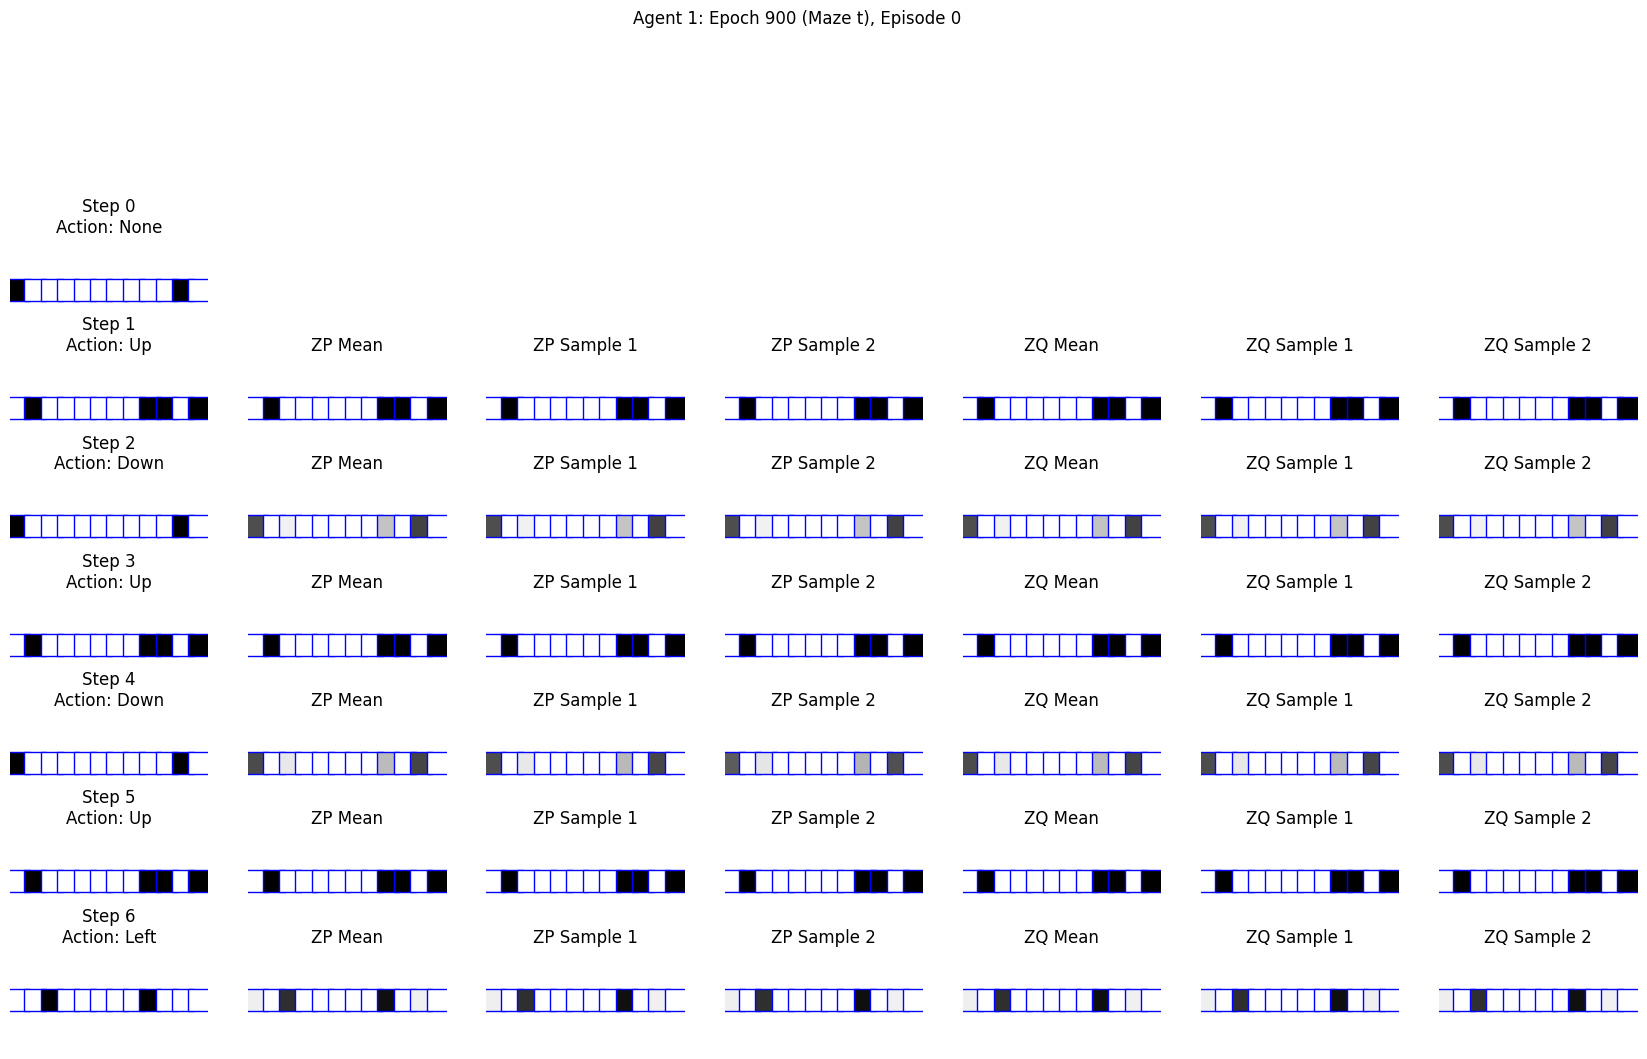 Agent 1: Epoch 900 (Maze t), Episode 0
Step 0
Action: None
Step 1
Action: Up
ZP Mean
ZP Sample 1
ZP Sample 2
ZQ Mean
ZQ Sample 1
ZQ Sample 2
Step 2
Action: Down
ZP Mean
ZP Sample 1
ZP Sample 2
ZQ Mean
ZQ Sample 1
ZQ Sample 2
Step 3
Action: Up
ZP Mean
ZP Sample 1
ZP Sample 2
ZQ Mean
ZQ Sample 1
ZQ Sample 2
Step 4
Action: Down
ZP Mean
ZP Sample 1
ZP Sample 2
ZQ Mean
ZQ Sample 1
ZQ Sample 2
Step 5
Action: Up
ZP Mean
ZP Sample 1
ZP Sample 2
ZQ Mean
ZQ Sample 1
ZQ Sample 2
Step 6
Action: Left
ZP Mean
ZP Sample 1
ZP Sample 2
ZQ Mean
ZQ Sample 1
ZQ Sample 2